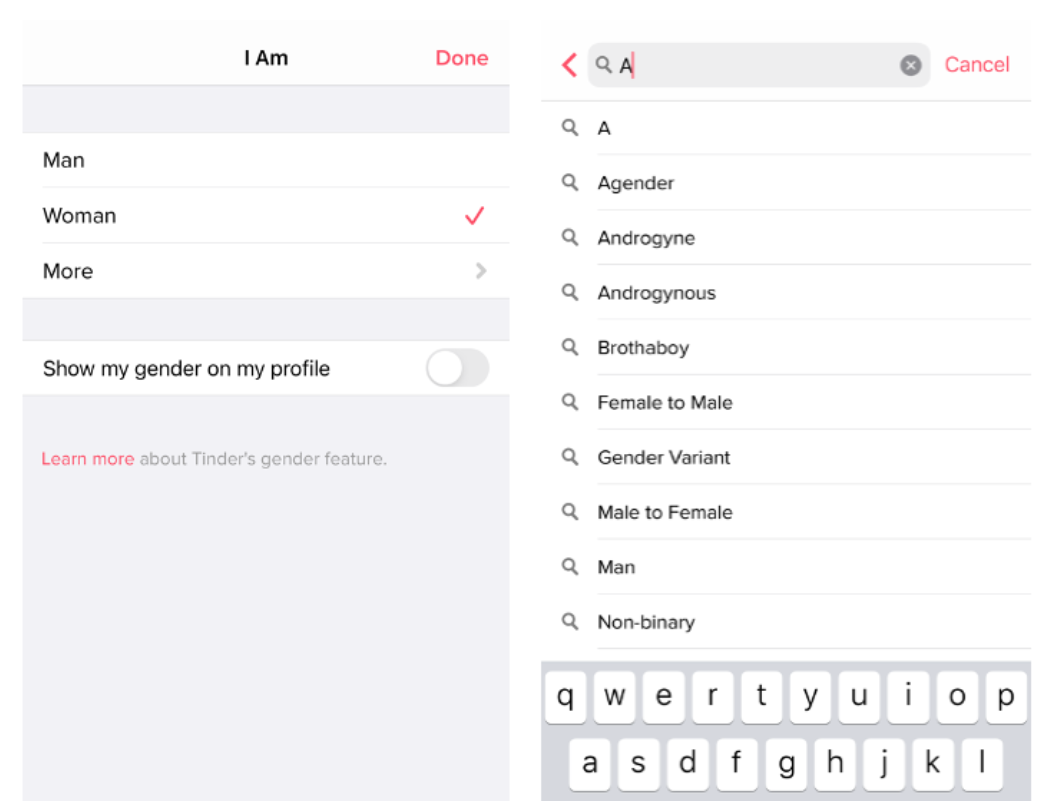 I Am
Done
Man
Woman
More
Show my gender on my profile
Learn more about Tinder's gender feature.
A
Cancel
A
Agender
Androgyne
Androgynous
Brothaboy
Female to Male
Gender Variant
Male to Female
Man
Non-binary
q w e r t y u i o p
a s d f g h j k l